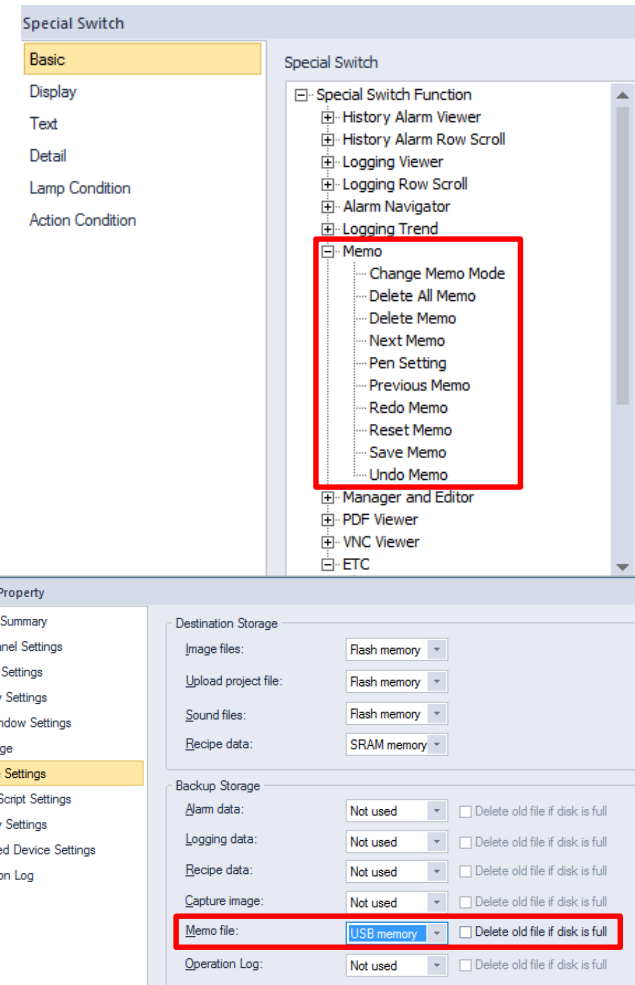 Special Switch
Basic
Display
Text
Detail
Lamp Condition
Action Condition
Special Switch
Special Switch Function
History Alarm Viewer
History Alarm Row Scroll
Logging Viewer
Logging Row Scroll
Alarm Navigator
Logging Trend
Memo
Change Memo Mode
Delete All Memo
Delete Memo
Next Memo
Pen Setting
Previous Memo
Redo Memo
Reset Memo
Save Memo
Undo Memo
Manager and Editor
PDF Viewer
VNC Viewer
ETC
Property
Summary
nel Settings
Settings
Settings
ndow Settings
ge
Settings
Script Settings
Settings
ed Device Settings
on Log
Destination Storage
Image files: Flash memory
Upload project file: Flash memory
Sound files: Flash memory
Recipe data: SRAM memory
Backup Storage
Alarm data: Not used Delete old file if disk is full
Logging data: Not used Delete old file if disk is full
Recipe data: Not used Delete old file if disk is full
Capture image: Not used Delete old file if disk is full
Memo file: USB memory Delete old file if disk is full
Operation Log: Not used Delete old file if disk is full